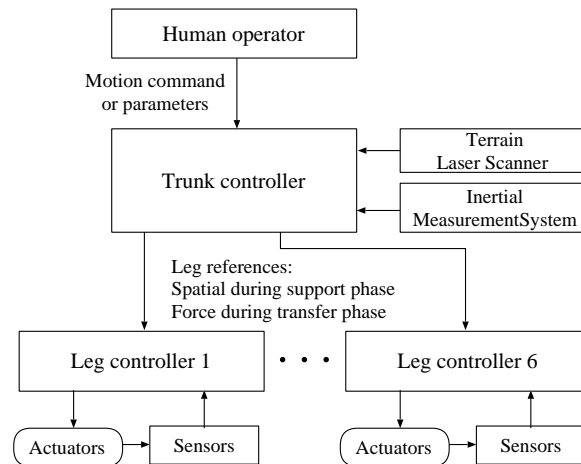 Human operator
Motion command
or parameters
Terrain
Laser Scanner
Trunk controller
Inertial
MeasurementSystem
Leg references:
Spatial during support phase
Force during transfer phase
Leg controller 1
Leg controller 6
Actuators
Sensors
Actuators
Sensors